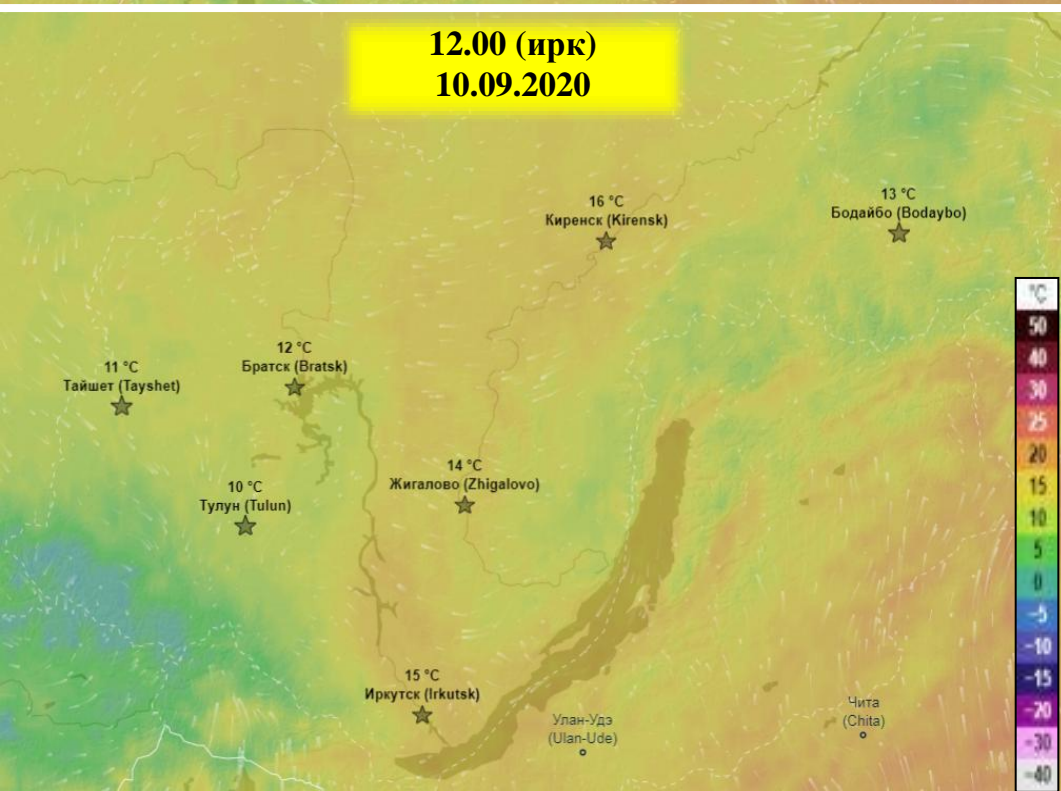 12.00 (ирк)
10.09.2020
16 °C
Киренск (Kirensk)
13 °C
Бодайбо (Bodaybo)
12 °C
Братск (Bratsk)
11 °C
Тайшет (Tayshet)
14 °C
Жигалово (Zhigalovo)
10 °C
Тулун (Tulun)
15 °C
Иркутск (Irkutsk)
Улан-Удэ
(Ulan-Ude)
Чита
(Chita)
°C
50
40
30
25
20
15
10
5
0
-5
-10
-15
-20
-30
-40